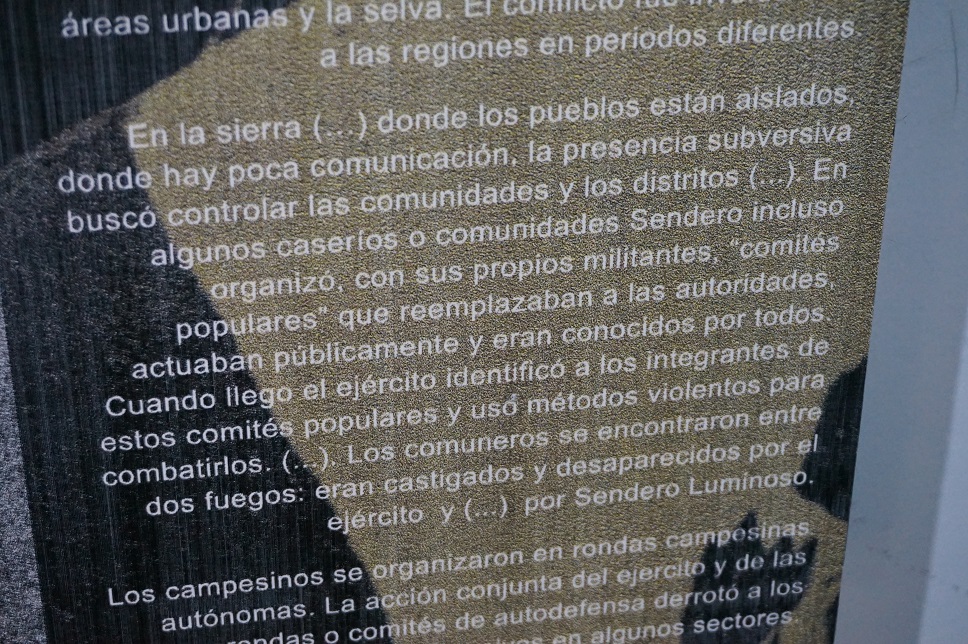 áreas urbanas y la selva. El conflicto fue
a las regiones en períodos diferentes.
En la sierra (...) donde los pueblos están aislados,
donde hay poca comunicación, la presencia subversiva
buscó controlar las comunidades y los distritos (...). En
algunos caseríos o comunidades Sendero incluso
organizó, con sus propios militantes, “comités
populares” que reemplazaban a las autoridades,
actuaban públicamente y eran conocidos por todos.
Cuando llego el ejército identificó a los integrantes de
estos comités populares y usó métodos violentos para
combatirlos. (...). Los comuneros se encontraron entre
dos fuegos: eran castigados y desaparecidos por el
ejército y (...) por Sendero Luminoso.
Los campesinos se organizaron en rondas campesinas
autónomas. La acción conjunta del ejercito y de las
rondas o comités de autodefensa derrotó a los
en algunos sectores.